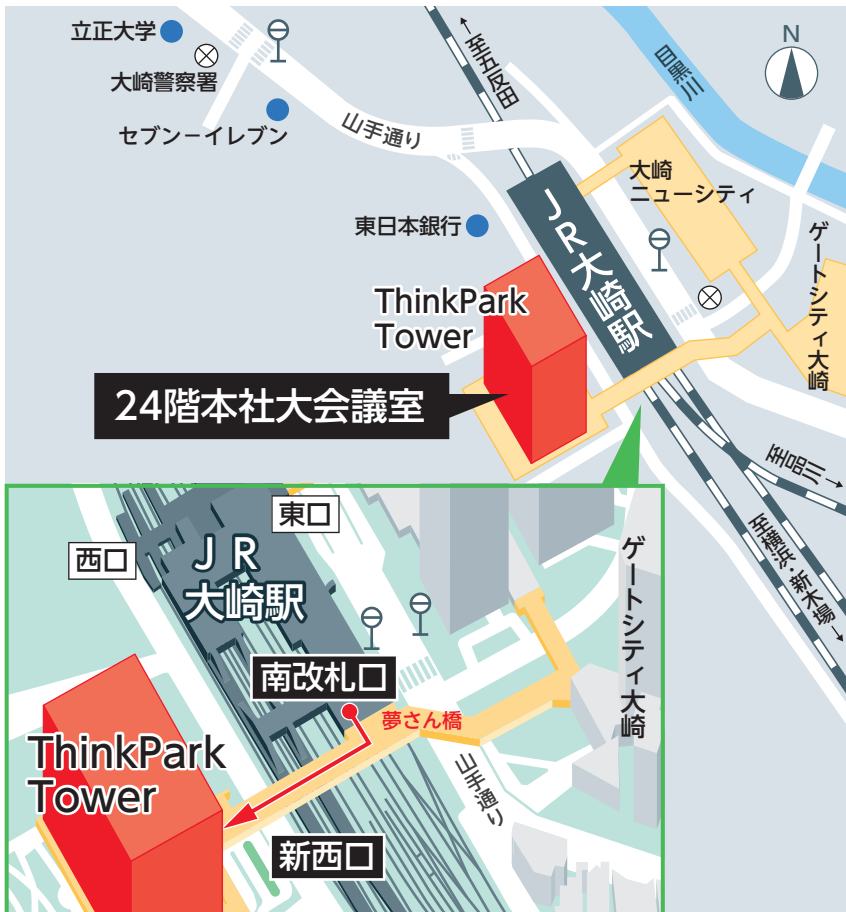 立正大学
大崎警察署
セブン−イレブン
山手通り
←至五反田
目黒川
N
大崎
ニューシティ
東日本銀行
JR大崎駅
ゲートシティ大崎
ThinkPark
Tower
24階本社大会議室
至品川→
至横浜・新木場→
東口
西口
JR
大崎駅
ゲートシティ大崎
南改札口
夢さん橋
ThinkPark
Tower
山手通り
新西口